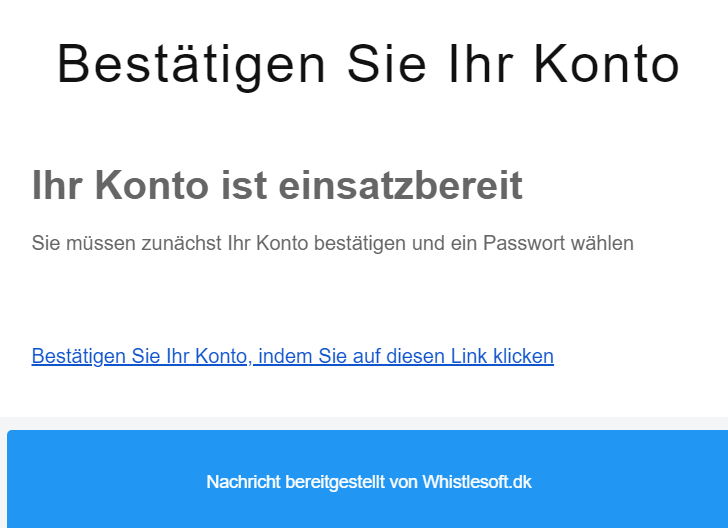 Bestätigen Sie Ihr Konto
Ihr Konto ist einsatzbereit
Sie müssen zunächst Ihr Konto bestätigen und ein Passwort wählen
Bestätigen Sie Ihr Konto, indem Sie auf diesen Link klicken
Nachricht bereitgestellt von Whistlesoft.dk